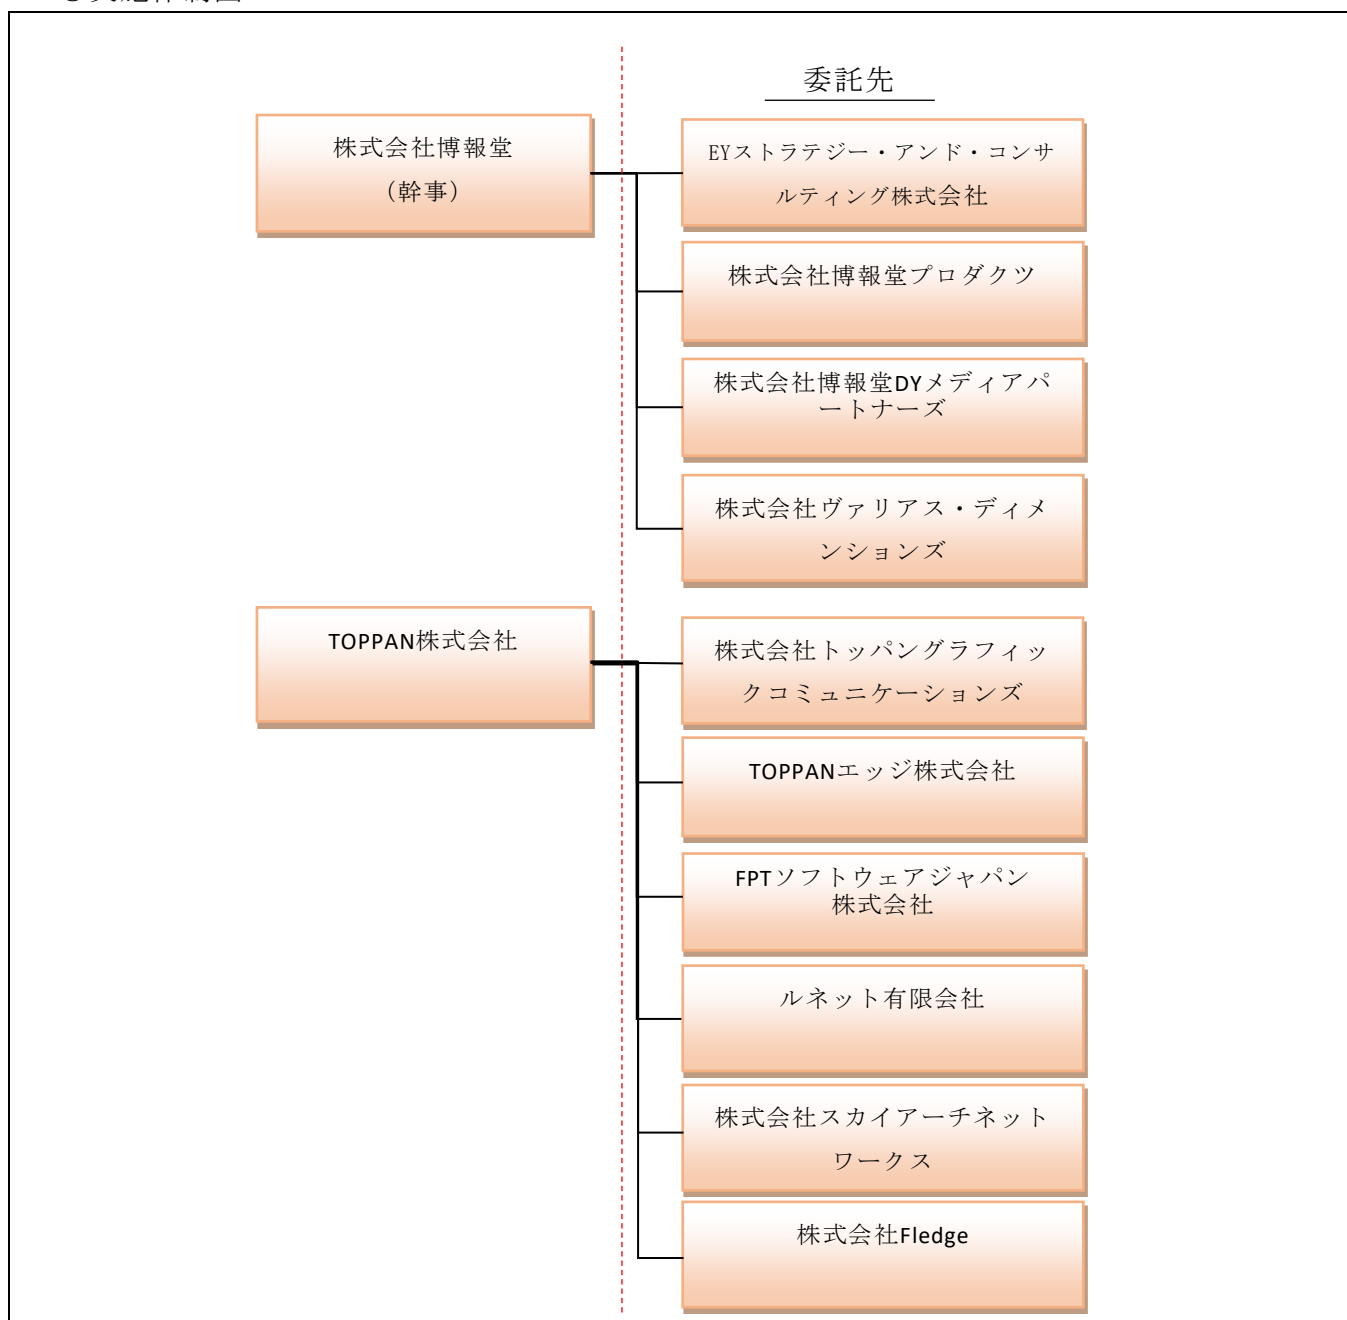 委託先
株式会社博報堂
（幹事）
EYストラテジー・アンド・コンサ
ルティング株式会社
株式会社博報堂プロダクツ
株式会社博報堂DYメディアパ
ートナーズ
株式会社ヴァリアス・ディメ
ンションズ
TOPPAN株式会社
株式会社トッパングラフィッ
クコミュニケーションズ
TOPPANエッジ株式会社
FPTソフトウェアジャパン
株式会社
ルネット有限会社
株式会社スカイアーチネット
ワークス
株式会社Fledge